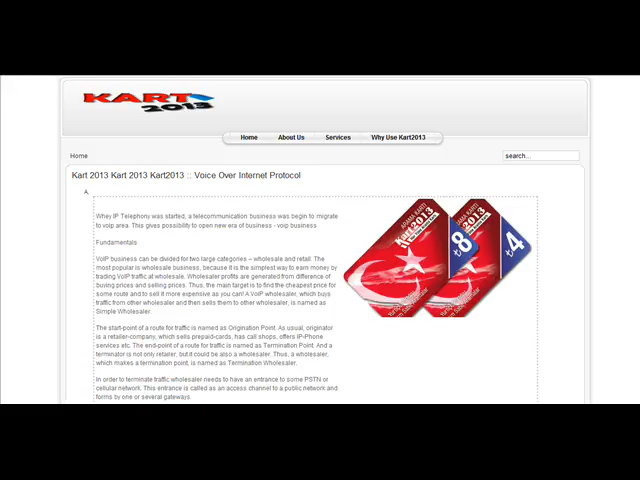 KART 2013
Home About Us Services Why Use Kart2013
Home
search...
Kart 2013 Kart 2013 Kart2013 :: Voice Over Internet Protocol
A
Whey IP Telephony was started, a telecommunication business was begin to migrate
to voip area. This gives possibility to open new era of business - voip business
Fundamentals
VoIP business can be divided for two large categories – wholesale and retail. The
most popular is wholesale business, because it is the simplest way to earn money by
trading VoIP traffic at wholesale. Wholesaler profits are generated from difference of
buying prices and selling prices. Thus, the main target is to find the cheapest price for
some route and to sell it more expensive as you can! A VoIP wholesaler, which buys
traffic from other wholesaler and then sells them to other wholesaler, is named as
Simple Wholesaler.
The start-point of a route for traffic is named as Origination Point. As usual, originator
is a retailer-company, which sells prepaid-cards, has call shops, offers IP-Phone
services etc. The end-point of a route for traffic is named as Termination Point. And a
terminator is not only retailer, but it could be also a wholesaler. Thus, a wholesaler,
which makes a termination point, is named as Termination Wholesaler.
In order to terminate traffic wholesaler needs to have an entrance to some PSTN or
cellular network. This entrance is called as an access channel to a public network and
forms by one or several gateways.
ARAMA KARTI
Kart2013
₺8
ARAMA KARTI
2013
₺4